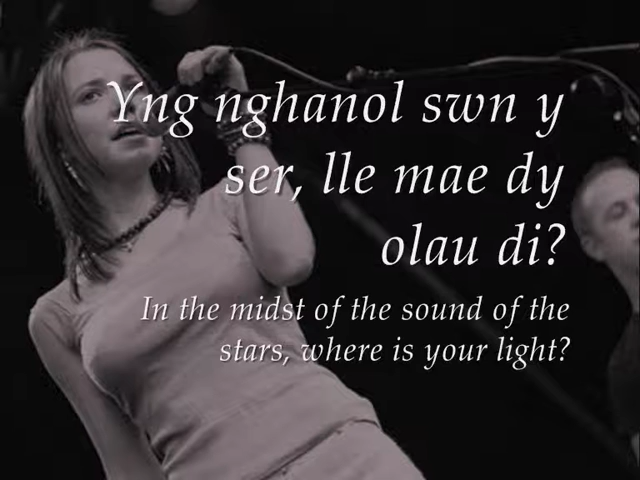 Yng nghanol swn y
ser, lle mae dy
olau di?
In the midst of the sound of the
stars, where is your light?